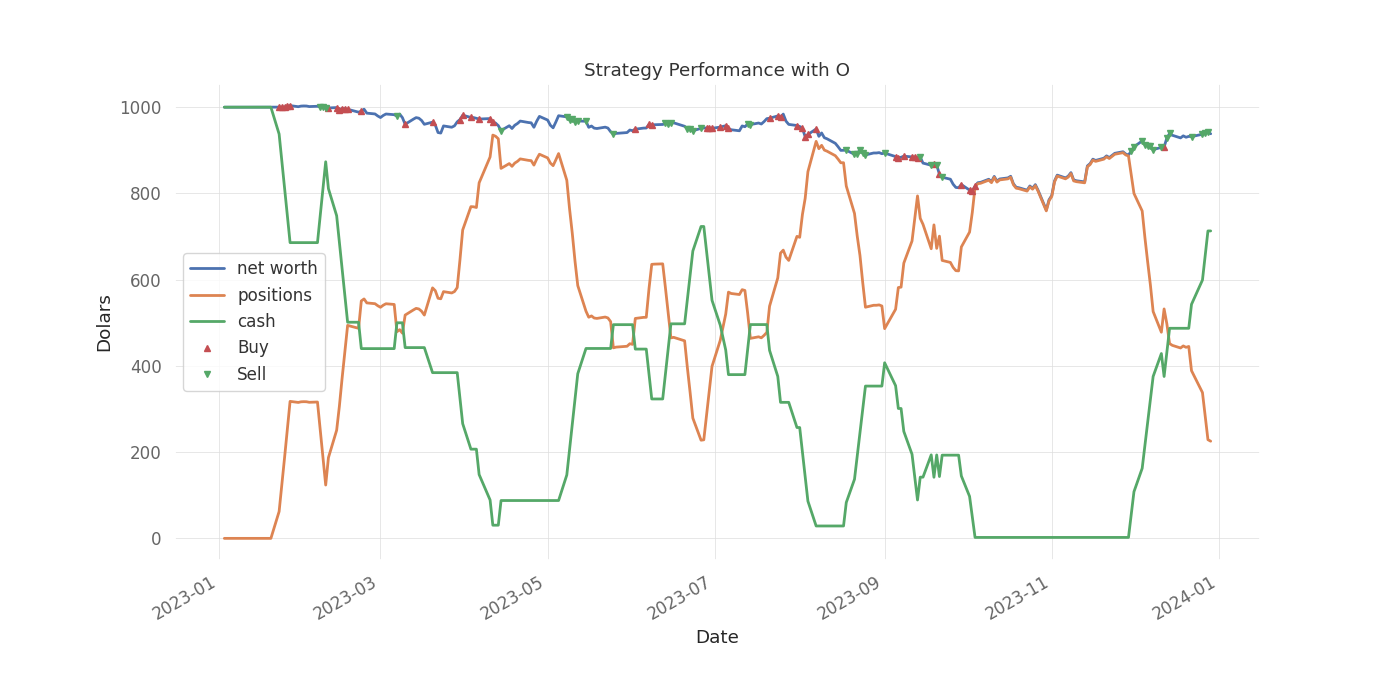 Strategy Performance with O
1000
800
600
400
200
0
Dolars
net worth
positions
cash
Buy
Sell
2023-01
2023-03
2023-05
2023-07
2023-09
2023-11
2024-01
Date